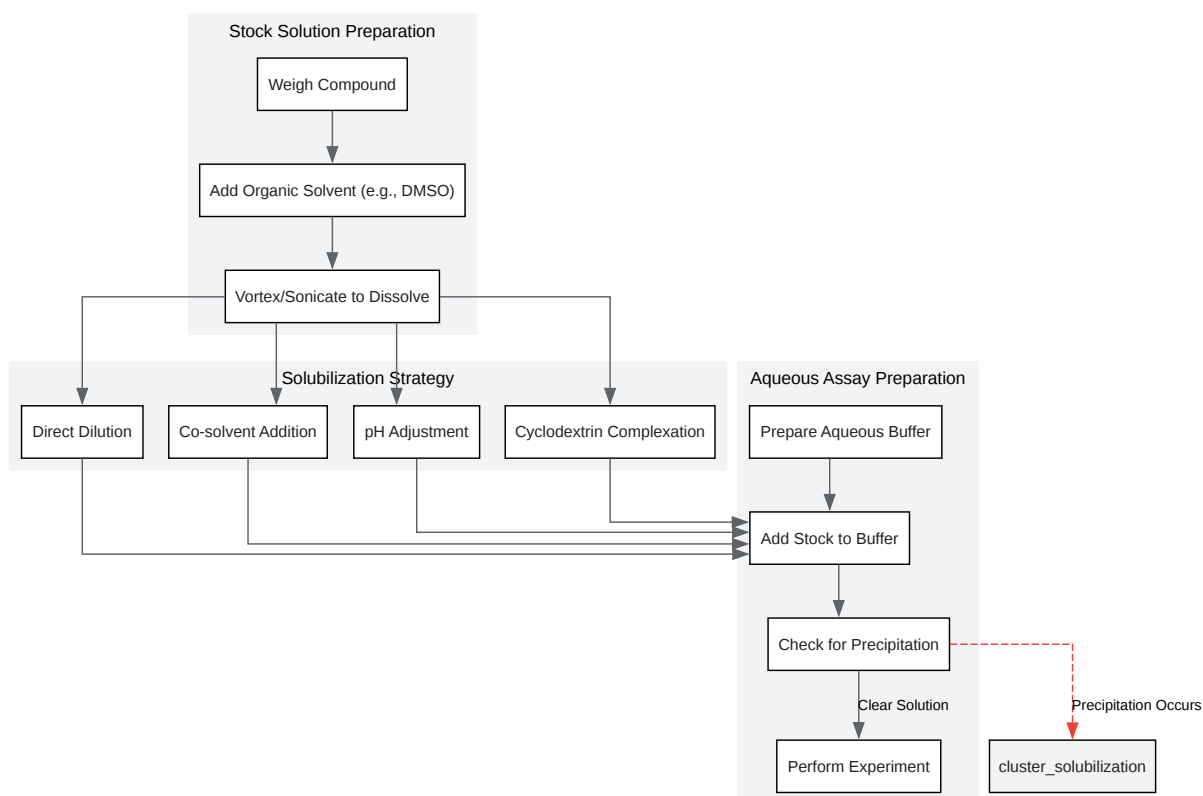 Stock Solution Preparation
Weigh Compound
Add Organic Solvent (e.g., DMSO)
Vortex/Sonicate to Dissolve
Solubilization Strategy
Direct Dilution
Co-solvent Addition
pH Adjustment
Cyclodextrin Complexation
Aqueous Assay Preparation
Prepare Aqueous Buffer
Add Stock to Buffer
Check for Precipitation
Clear Solution
Precipitation Occurs
Perform Experiment
cluster_solubilization